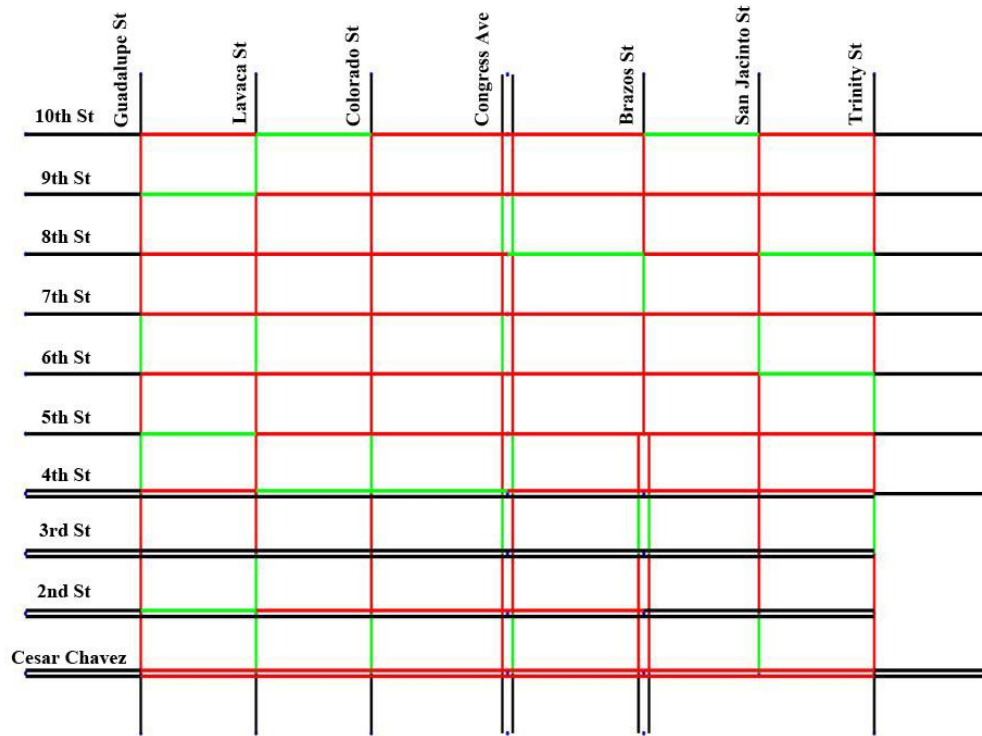 Guadalupe St
Lavaca St
Colorado St
Congress Ave
Brazos St
San Jacinto St
Trinity St
10th St
9th St
8th St
7th St
6th St
5th St
4th St
3rd St
2nd St
Cesar Chavez